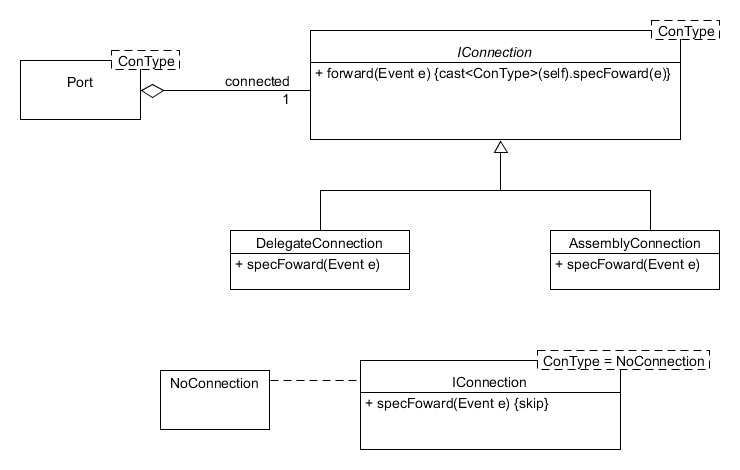 ConType
Port
connected
1
ConType
IConnection
+ forward(Event e) {cast<ConType>(self).specFoward(e)}
DelegateConnection
+ specFoward(Event e)
AssemblyConnection
+ specFoward(Event e)
NoConnection
ConType = NoConnection
IConnection
+ specFoward(Event e) {skip}